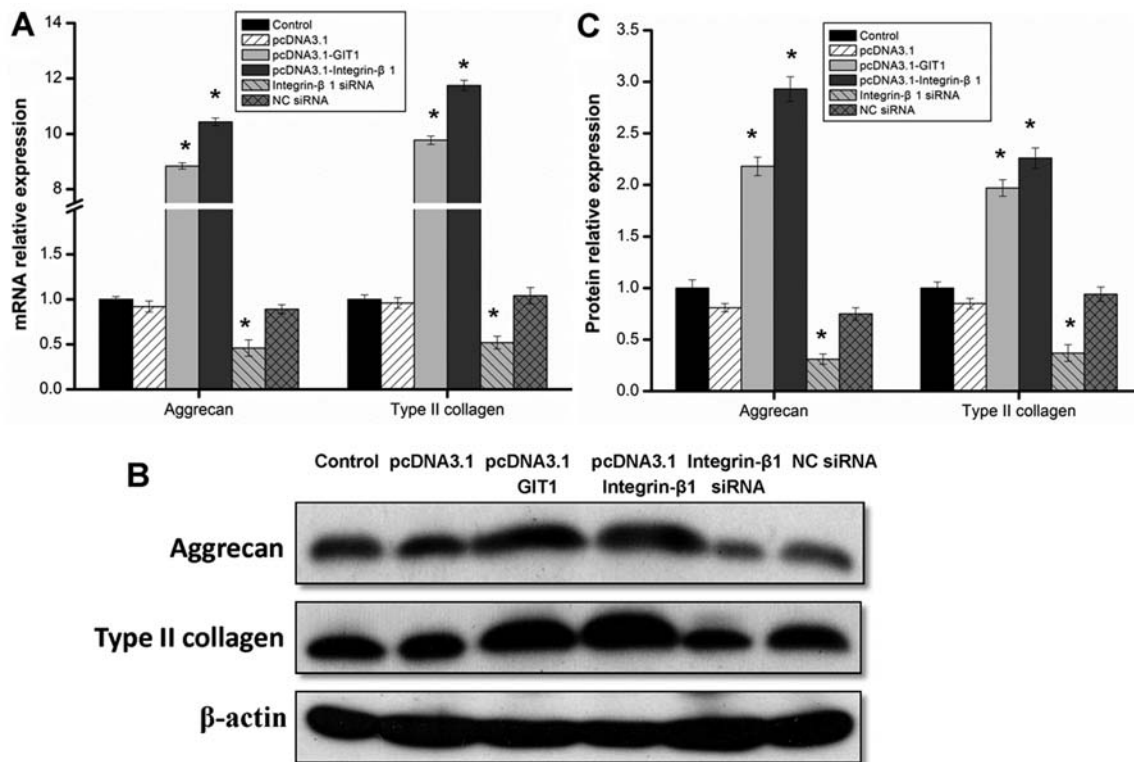 A
mRNA relative expression
14
12
10
8
1.0
0.5
0.0
Control
pcDNA3.1
pcDNA3.1-GIT1
pcDNA3.1-Integrin-β 1
Integrin-β 1 siRNA
NC siRNA
* * * * * *
Aggrecan Type II collagen
C
Protein relative expression
3.5
3.0
2.5
2.0
1.5
1.0
0.5
0.0
Control
pcDNA3.1
pcDNA3.1-GIT1
pcDNA3.1-Integrin-β 1
Integrin-β 1 siRNA
NC siRNA
* * * * * *
Aggrecan Type II collagen
B
Control pcDNA3.1 pcDNA3.1 pcDNA3.1 Integrin-β1 NC siRNA
GIT1 Integrin-β1 siRNA
Aggrecan
Type II collagen
β-actin